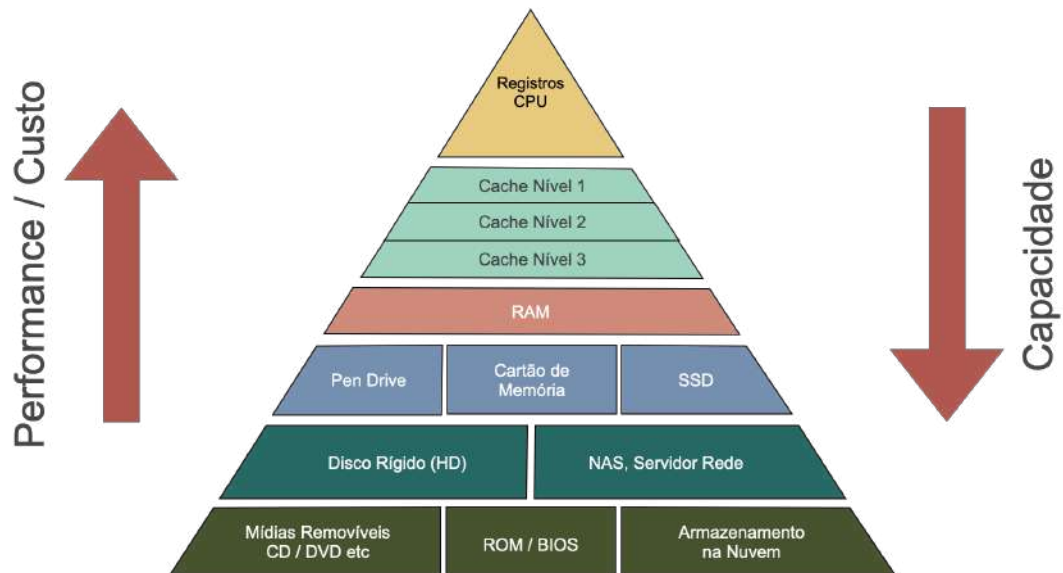 Performance / Custo
Registros
CPU
Cache Nível 1
Cache Nível 2
Cache Nível 3
RAM
Pen Drive
Cartão de
Memória
SSD
Disco Rígido (HD)
NAS, Servidor Rede
Mídias Removíveis
CD / DVD etc
ROM / BIOS
Armazenamento
na Nuvem
Capacidade